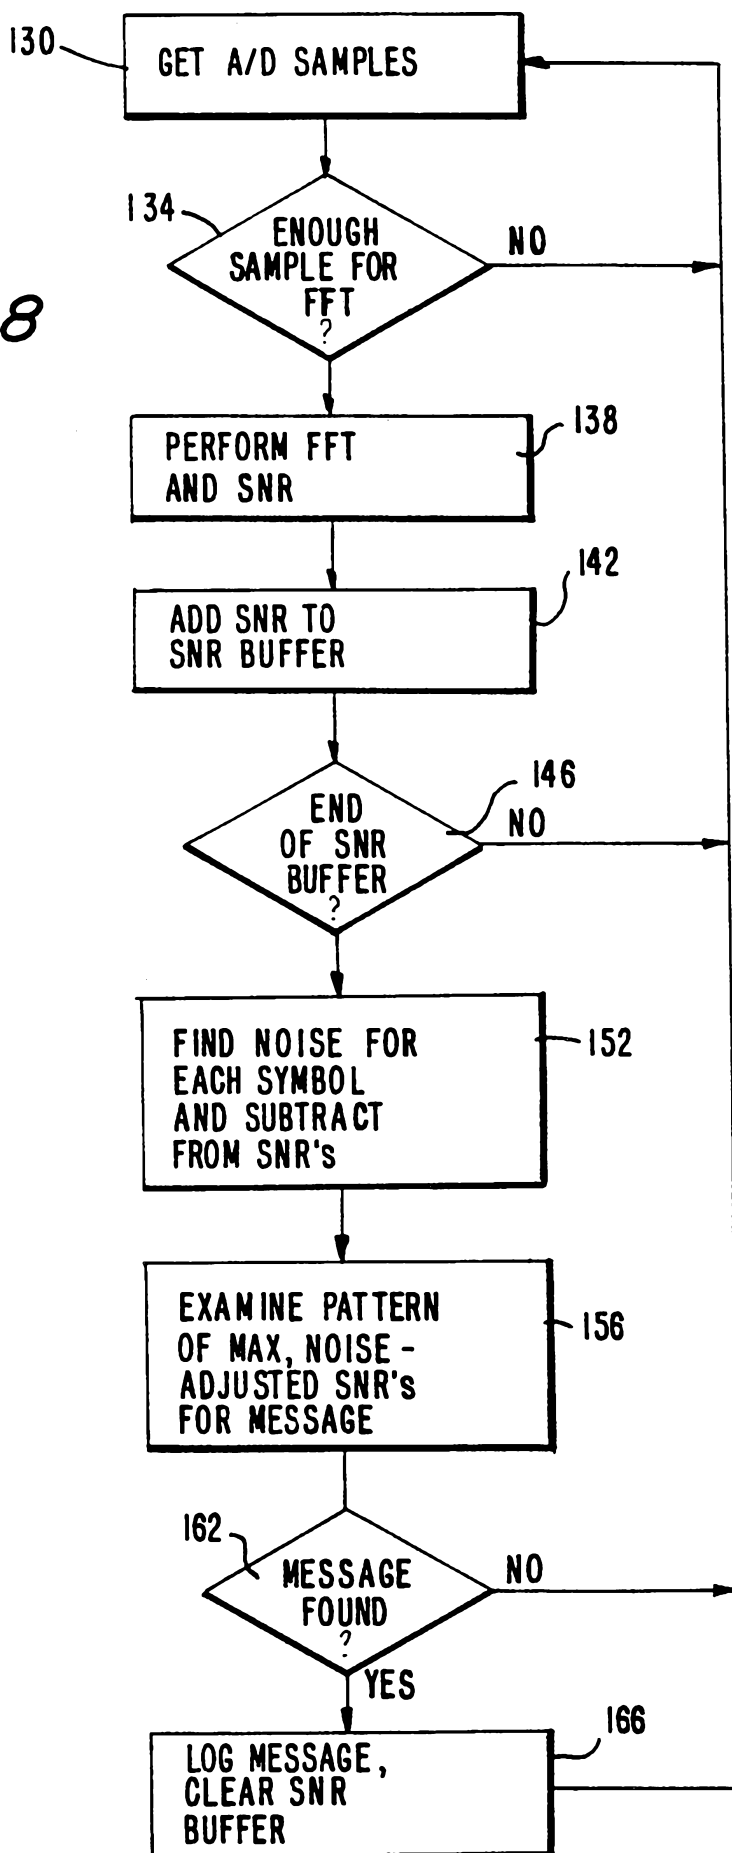 130
GET A/D SAMPLES
134
ENOUGH
SAMPLE FOR
FFT
?
NO
8
138
PERFORM FFT
AND SNR
142
ADD SNR TO
SNR BUFFER
146
END
OF SNR
BUFFER
?
NO
152
FIND NOISE FOR
EACH SYMBOL
AND SUBTRACT
FROM SNR's
156
EXAMINE PATTERN
OF MAX, NOISE-
ADJUSTED SNR's
FOR MESSAGE
162
MESSAGE
FOUND
?
NO
YES
166
LOG MESSAGE,
CLEAR SNR
BUFFER